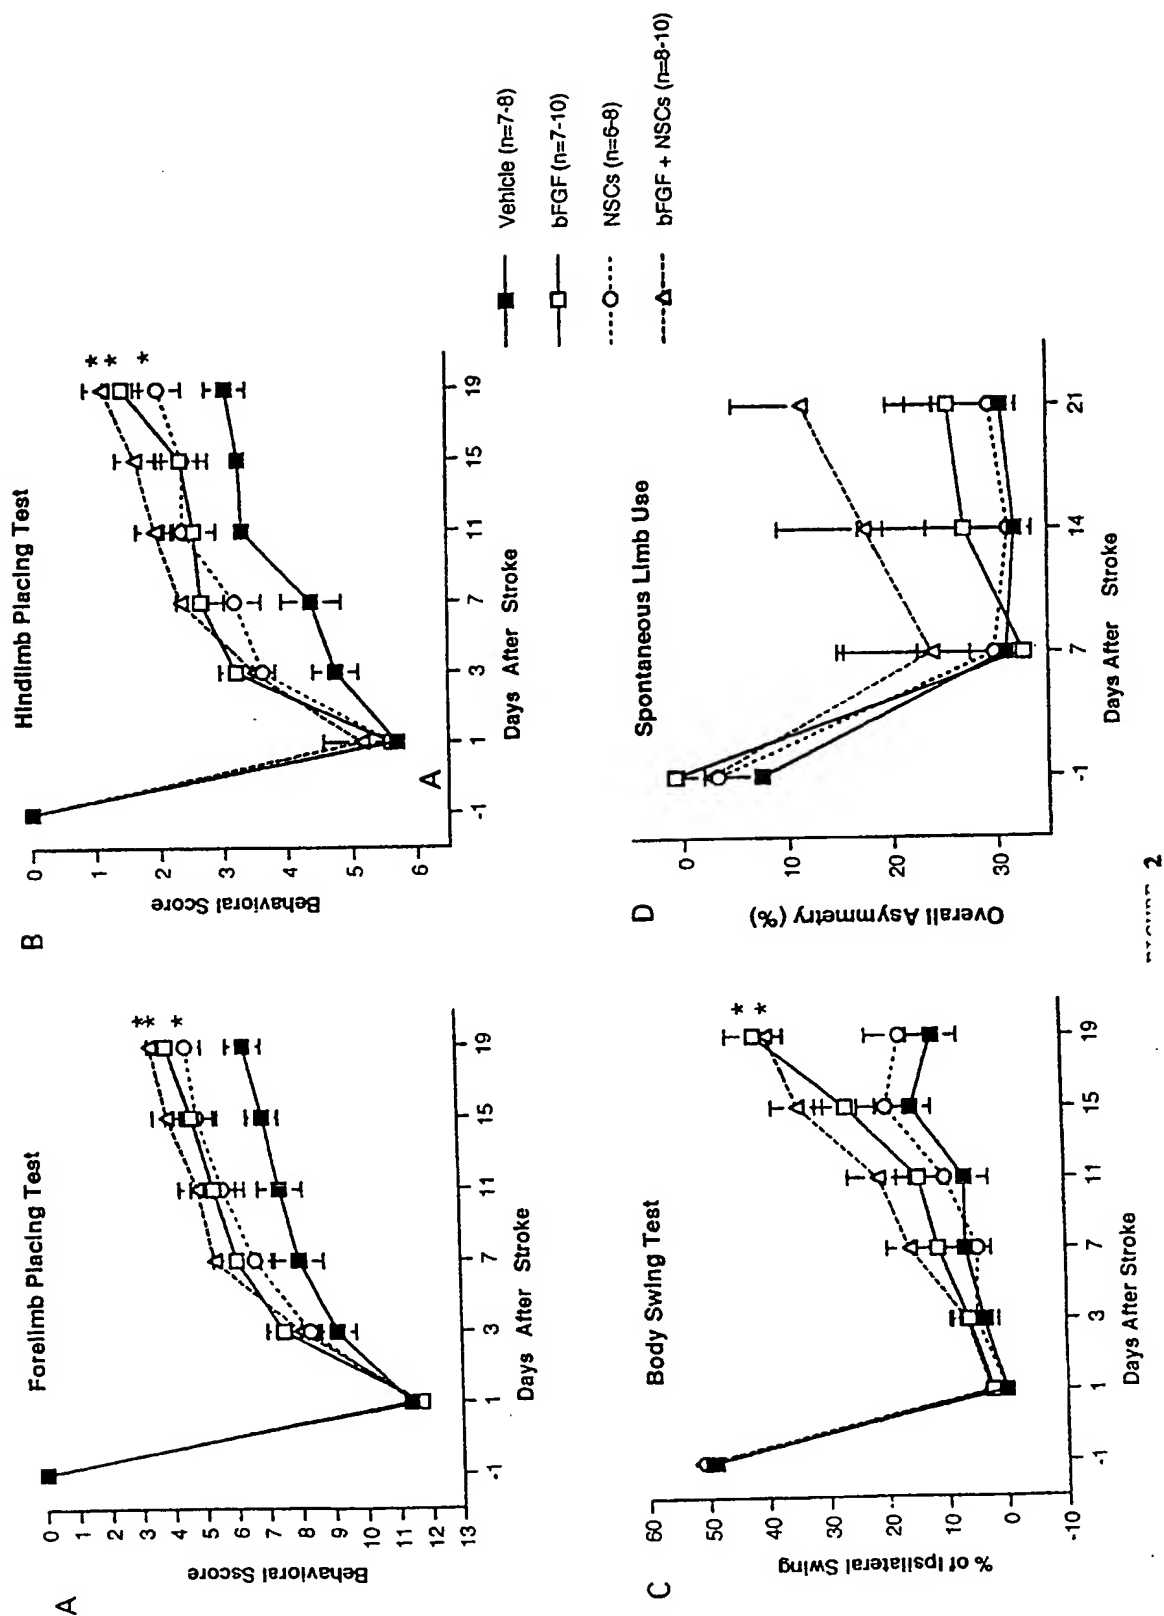 A
Forelimb Placing Test
Behavioral Sscore
0
1
2
3
4
5
6
7
8
9
10
11
12
13
-1 1 3 7 11 15 19
Days After Stroke
** *
B
Hindlimb Placing Test
Behavioral Score
0
1
2
3
4
5
6
A
-1 1 3 7 11 15 19
Days After Stroke
* * *
Vehicle (n=7-8)
bFGF (n=7-10)
NSCs (n=6-8)
bFGF + NSCs (n=8-10)
C
Body Swing Test
% of Ipsilateral Swing
60
50
40
30
20
10
0
-10
-1 1 3 7 11 15 19
Days After Stroke
* *
D
Spontaneous Limb Use
Overall Asymmetry (%)
0
10
20
30
-1 7 14 21
Days After Stroke
2